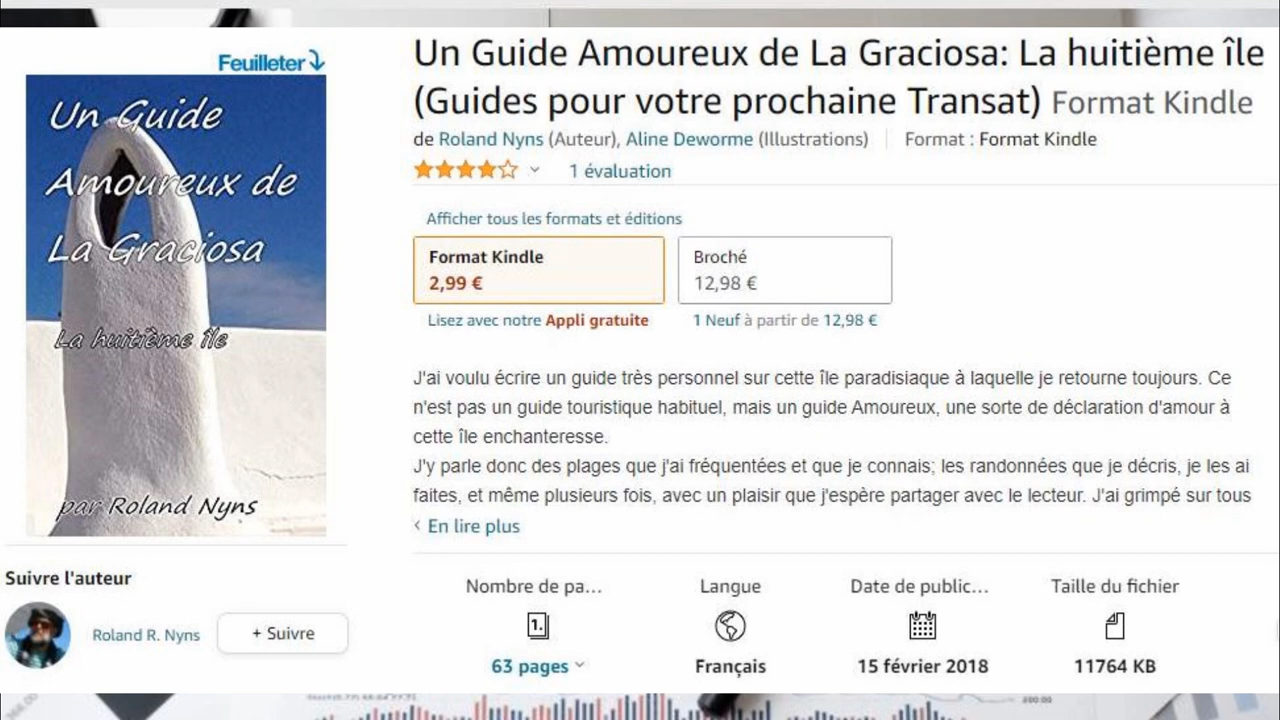 Feuilleter
Un Guide
Amoureux de
La Graciosa
La huitième île
par Roland Nyns
Suivre l'auteur
Roland R. Nyns
+ Suivre
Un Guide Amoureux de La Graciosa: La huitième île
(Guides pour votre prochaine Transat) Format Kindle
de Roland Nyns (Auteur), Aline Deworme (Illustrations) Format : Format Kindle
1 évaluation
Afficher tous les formats et éditions
Format Kindle
2,99 €
Broché
12,98 €
Lisez avec notre Appli gratuite
1 Neuf à partir de 12,98 €
J'ai voulu écrire un guide très personnel sur cette île paradisiaque à laquelle je retourne toujours. Ce
n'est pas un guide touristique habituel, mais un guide Amoureux, une sorte de déclaration d'amour à
cette île enchanteresse.
J'y parle donc des plages que j'ai fréquentées et que je connais; les randonnées que je décris, je les ai
faites, et même plusieurs fois, avec un plaisir que j'espère partager avec le lecteur. J'ai grimpé sur tous
En lire plus
Nombre de pa...
1.
63 pages
Langue
Français
Date de public...
15 février 2018
Taille du fichier
11764 KB